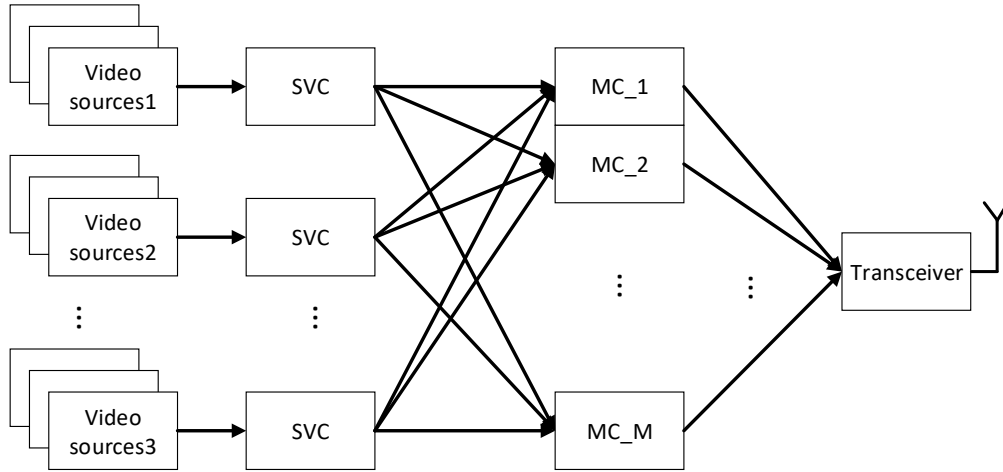 Video
sources1
SVC
MC_1
MC_2
Video
sources2
SVC
Transceiver
...
...
...
...
Video
sources3
SVC
MC_M